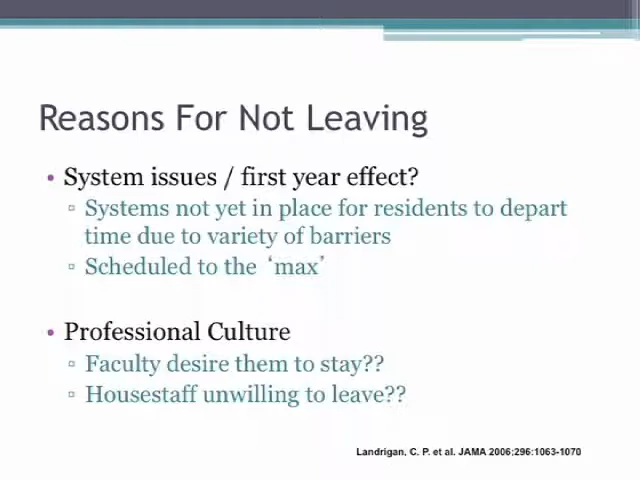 Reasons For Not Leaving
• System issues / first year effect?
▫ Systems not yet in place for residents to depart
time due to variety of barriers
▫ Scheduled to the ‘max’
• Professional Culture
▫ Faculty desire them to stay??
▫ Housestaff unwilling to leave??
Landrigan, C. P. et al. JAMA 2006;296:1063-1070